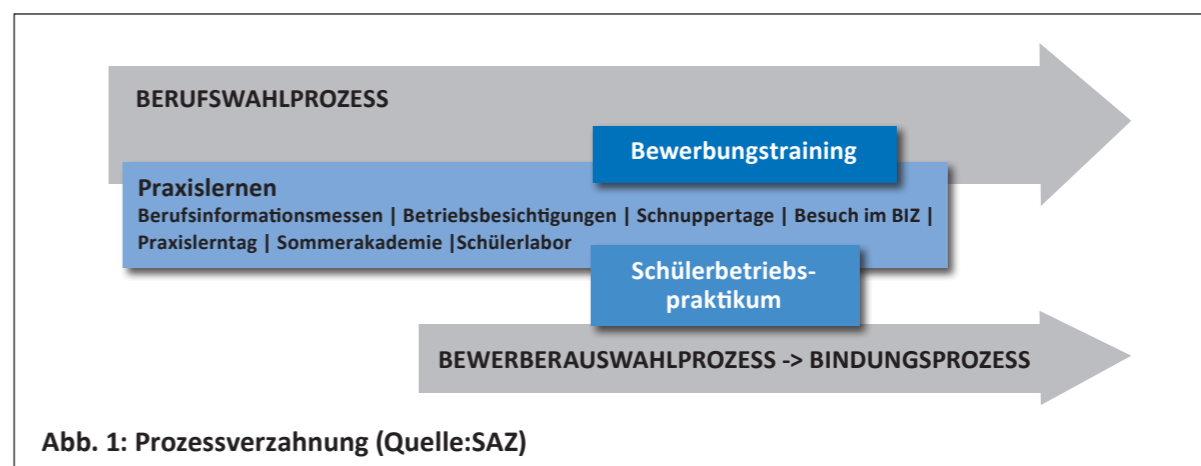 BERUFSWAHLPROZESS
Bewerbungstraining
Praxislernen
Berufsinformationsmessen | Betriebsbesichtigungen | Schnuppertage | Besuch im BIZ |
Praxislerntag | Sommerakademie |Schülerlabor
Schülerbetriebs-
praktikum
BEWERBERAUSWAHLPROZESS -> BINDUNGSPROZESS
Abb. 1: Prozessverzahnung (Quelle:SAZ)